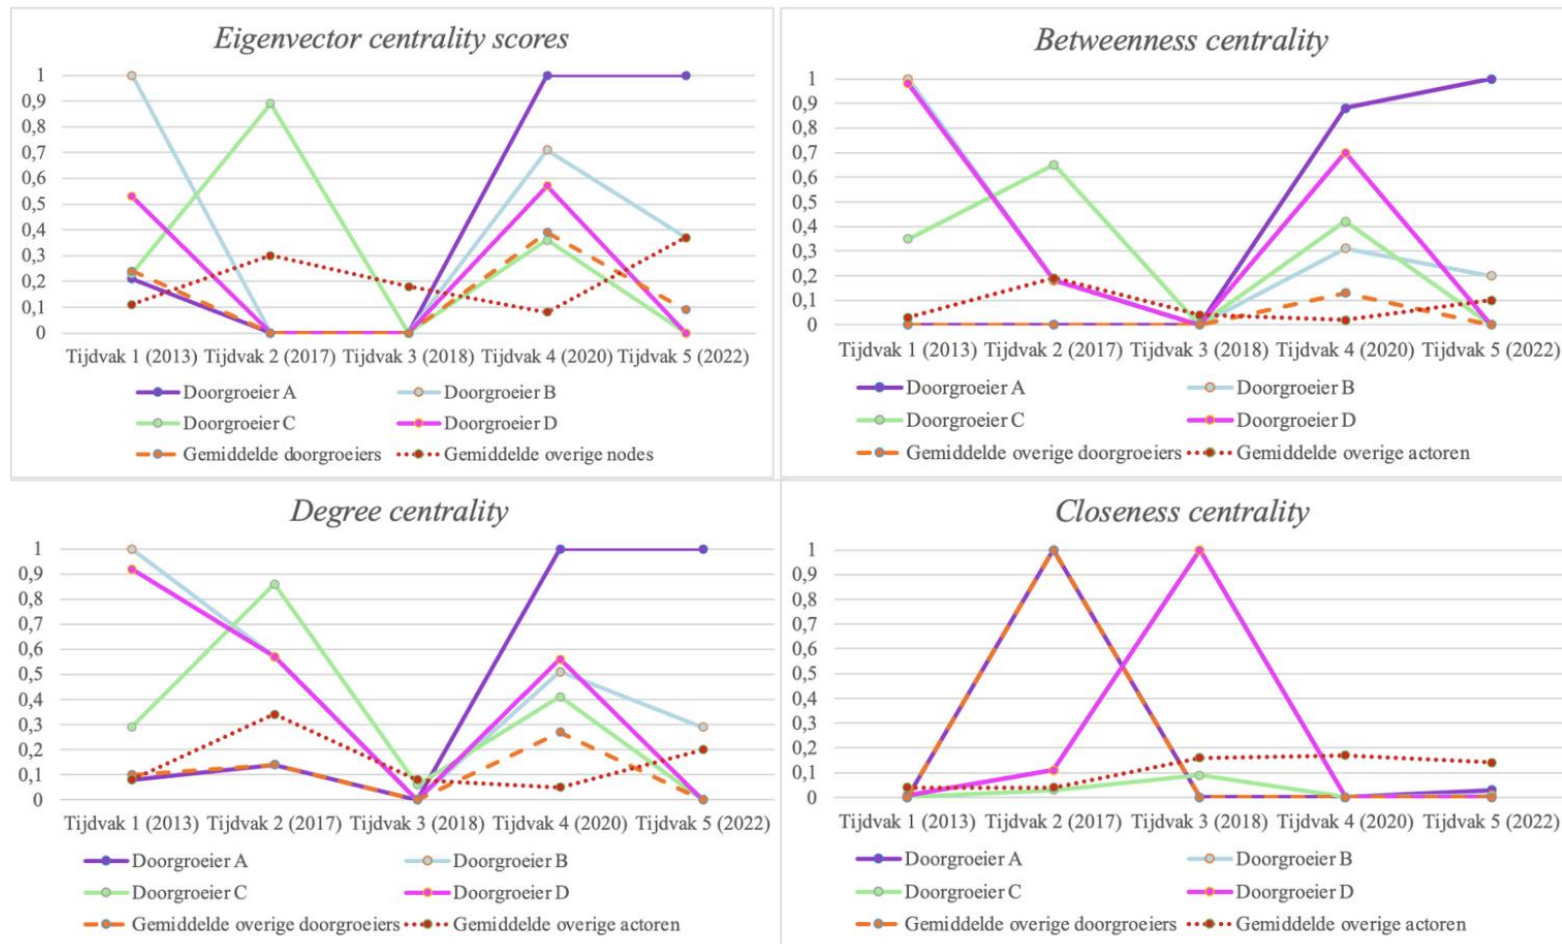 Eigenvector centrality scores
1
0,9
0,8
0,7
0,6
0,5
0,4
0,3
0,2
0,1
0
Tijdvak 1 (2013) Tijdvak 2 (2017) Tijdvak 3 (2018) Tijdvak 4 (2020) Tijdvak 5 (2022)
Doorgroeier A Doorgroeier B
Doorgroeier C Doorgroeier D
Gemiddelde doorgroeiers Gemiddelde overige nodes
Betweenness centrality
1
0,9
0,8
0,7
0,6
0,5
0,4
0,3
0,2
0,1
0
Tijdvak 1 (2013) Tijdvak 2 (2017) Tijdvak 3 (2018) Tijdvak 4 (2020) Tijdvak 5 (2022)
Doorgroeier A Doorgroeier B
Doorgroeier C Doorgroeier D
Gemiddelde overige doorgroeiers Gemiddelde overige actoren
Degree centrality
1
0,9
0,8
0,7
0,6
0,5
0,4
0,3
0,2
0,1
0
Tijdvak 1 (2013) Tijdvak 2 (2017) Tijdvak 3 (2018) Tijdvak 4 (2020) Tijdvak 5 (2022)
Doorgroeier A Doorgroeier B
Doorgroeier C Doorgroeier D
Gemiddelde overige doorgroeiers Gemiddelde overige actoren
Closeness centrality
1
0,9
0,8
0,7
0,6
0,5
0,4
0,3
0,2
0,1
0
Tijdvak 1 (2013) Tijdvak 2 (2017) Tijdvak 3 (2018) Tijdvak 4 (2020) Tijdvak 5 (2022)
Doorgroeier A Doorgroeier B
Doorgroeier C Doorgroeier D
Gemiddelde overige doorgroeiers Gemiddelde overige actoren